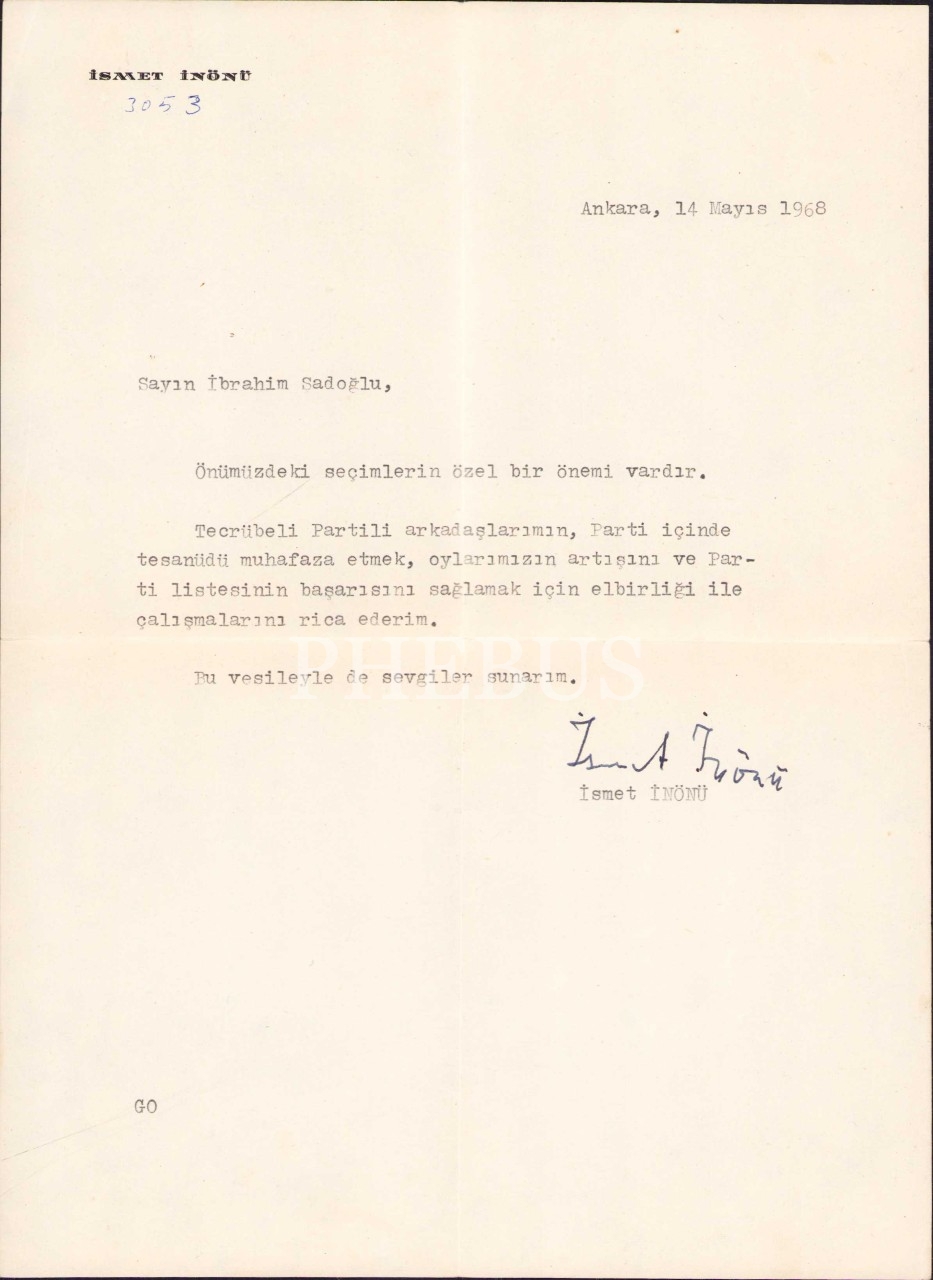 İSMET İNÖNÜ
3053
Ankara, 14 Mayıs 1968
Sayın İbrahim Sadoğlu,
Önümüzdeki seçimlerin özel bir önemi vardır.
Tecrübeli Partili arkadaşlarımın, Parti içinde
tesanüdü muhafaza etmek, oylarımızın artışını ve Par-
ti listesinin başarısını sağlamak için elbirliği ile
çalışmalarını rica ederim.
PHEBUS
Bu vesileyle de sevgiler sunarım.
İsmet İnönü
İsmet İNÖNÜ
GO